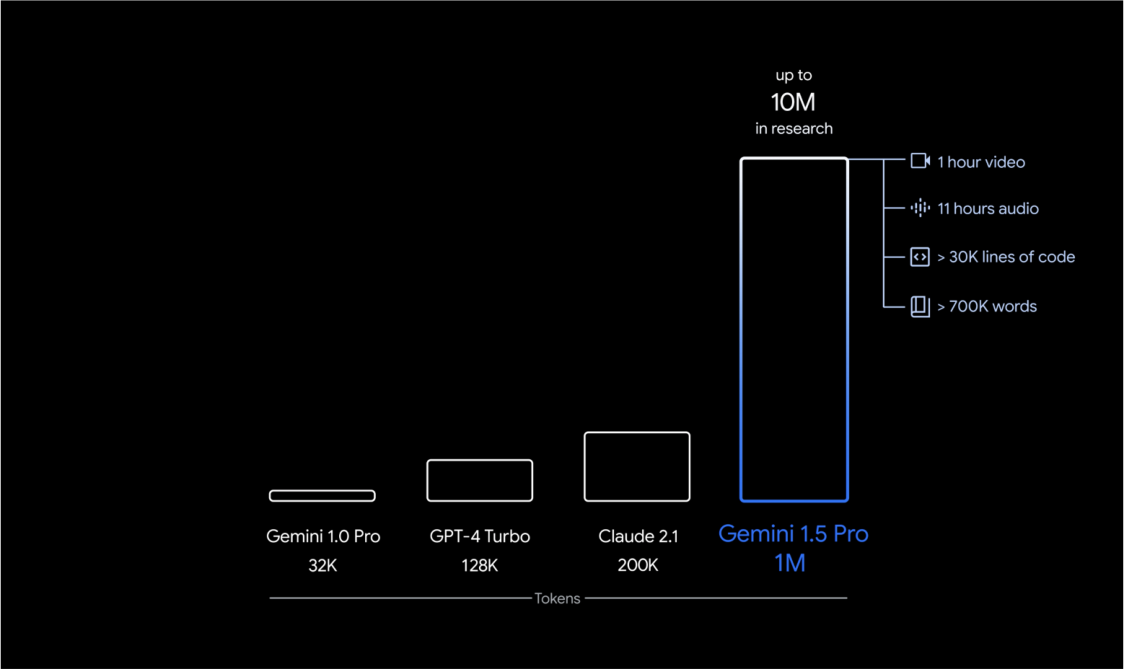 up to
10M
in research
1 hour video
11 hours audio
> 30K lines of code
> 700K words
Gemini 1.0 Pro
32K
GPT-4 Turbo
128K
Claude 2.1
200K
Gemini 1.5 Pro
1M
Tokens